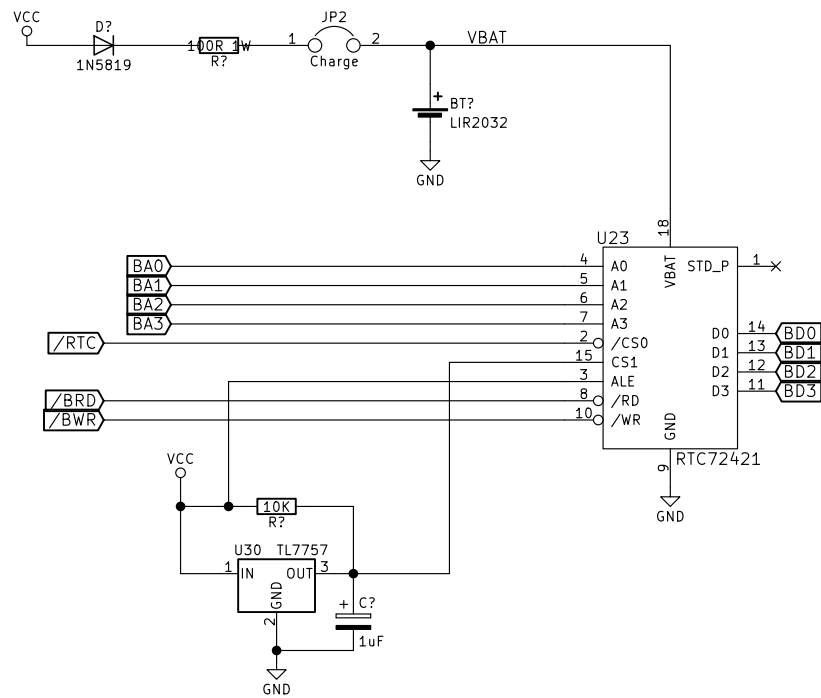 VCC
D?
1N5819
100R 1W
R?
JP2
1
2
Charge
VBAT
+
BT?
LIR2032
GND
U23
18
VBAT
BA0
4
A0
STD_P
1
BA1
5
A1
BA2
6
A2
BA3
7
A3
D0
14
BD0
/RTC
2
/CS0
D1
13
BD1
15
CS1
D2
12
BD2
3
ALE
D3
11
BD3
/BRD
8
/RD
/BWR
10
/WR
GND
RTC72421
9
GND
VCC
10K
R?
U30
TL7757
1
IN
OUT
3
GND
2
+
C?
1uF
GND